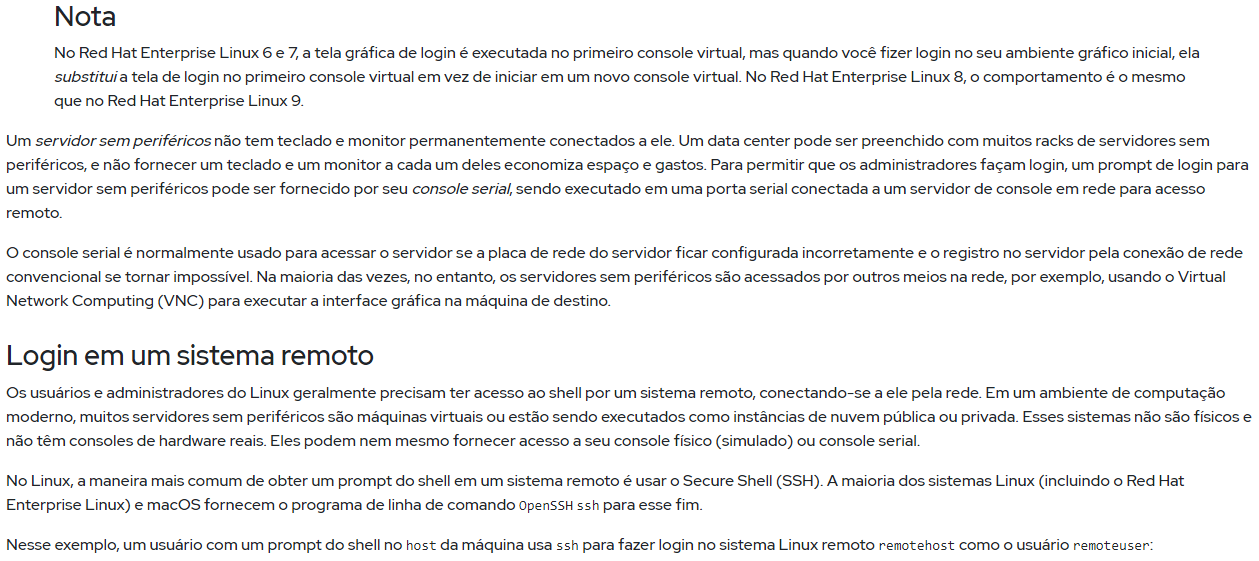 Nota
No Red Hat Enterprise Linux 6 e 7, a tela gráfica de login é executada no primeiro console virtual, mas quando você fizer login no seu ambiente gráfico inicial, ela
substitui a tela de login no primeiro console virtual em vez de iniciar em um novo console virtual. No Red Hat Enterprise Linux 8, o comportamento é o mesmo
que no Red Hat Enterprise Linux 9.
Um servidor sem periféricos não tem teclado e monitor permanentemente conectados a ele. Um data center pode ser preenchido com muitos racks de servidores sem
periféricos, e não fornecer um teclado e um monitor a cada um deles economiza espaço e gastos. Para permitir que os administradores façam login, um prompt de login para
um servidor sem periféricos pode ser fornecido por seu console serial, sendo executado em uma porta serial conectada a um servidor de console em rede para acesso
remoto.
O console serial é normalmente usado para acessar o servidor se a placa de rede do servidor ficar configurada incorretamente e o registro no servidor pela conexão de rede
convencional se tornar impossível. Na maioria das vezes, no entanto, os servidores sem periféricos são acessados por outros meios na rede, por exemplo, usando o Virtual
Network Computing (VNC) para executar a interface gráfica na máquina de destino.
Login em um sistema remoto
Os usuários e administradores do Linux geralmente precisam ter acesso ao shell por um sistema remoto, conectando-se a ele pela rede. Em um ambiente de computação
moderno, muitos servidores sem periféricos são máquinas virtuais ou estão sendo executados como instâncias de nuvem pública ou privada. Esses sistemas não são físicos e
não têm consoles de hardware reais. Eles podem nem mesmo fornecer acesso a seu console físico (simulado) ou console serial.
No Linux, a maneira mais comum de obter um prompt do shell em um sistema remoto é usar o Secure Shell (SSH). A maioria dos sistemas Linux (incluindo o Red Hat
Enterprise Linux) e macOS fornecem o programa de linha de comando OpenSSH ssh para esse fim.
Nesse exemplo, um usuário com um prompt do shell no host da máquina usa ssh para fazer login no sistema Linux remoto remotehost como o usuário remoteuser: